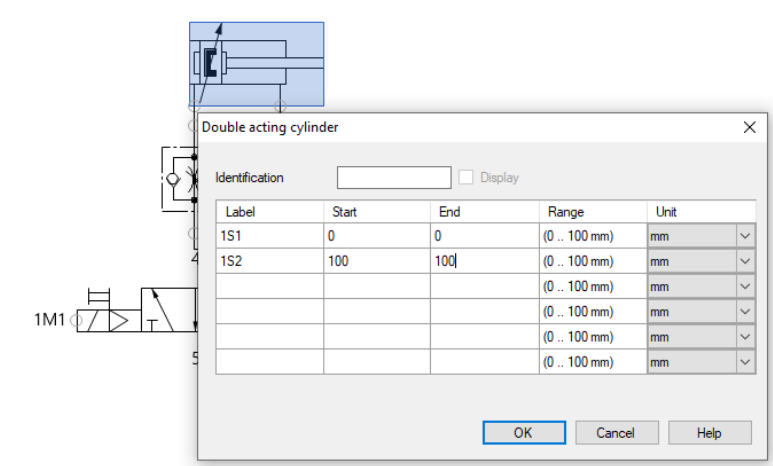 Double acting cylinder
Identification Display
Label Start End Range Unit
1S1 0 0 (0 .. 100 mm) mm
1S2 100 100 (0 .. 100 mm) mm
(0 .. 100 mm) mm
(0 .. 100 mm) mm
(0 .. 100 mm) mm
(0 .. 100 mm) mm
4
1M1
5
OK Cancel Help